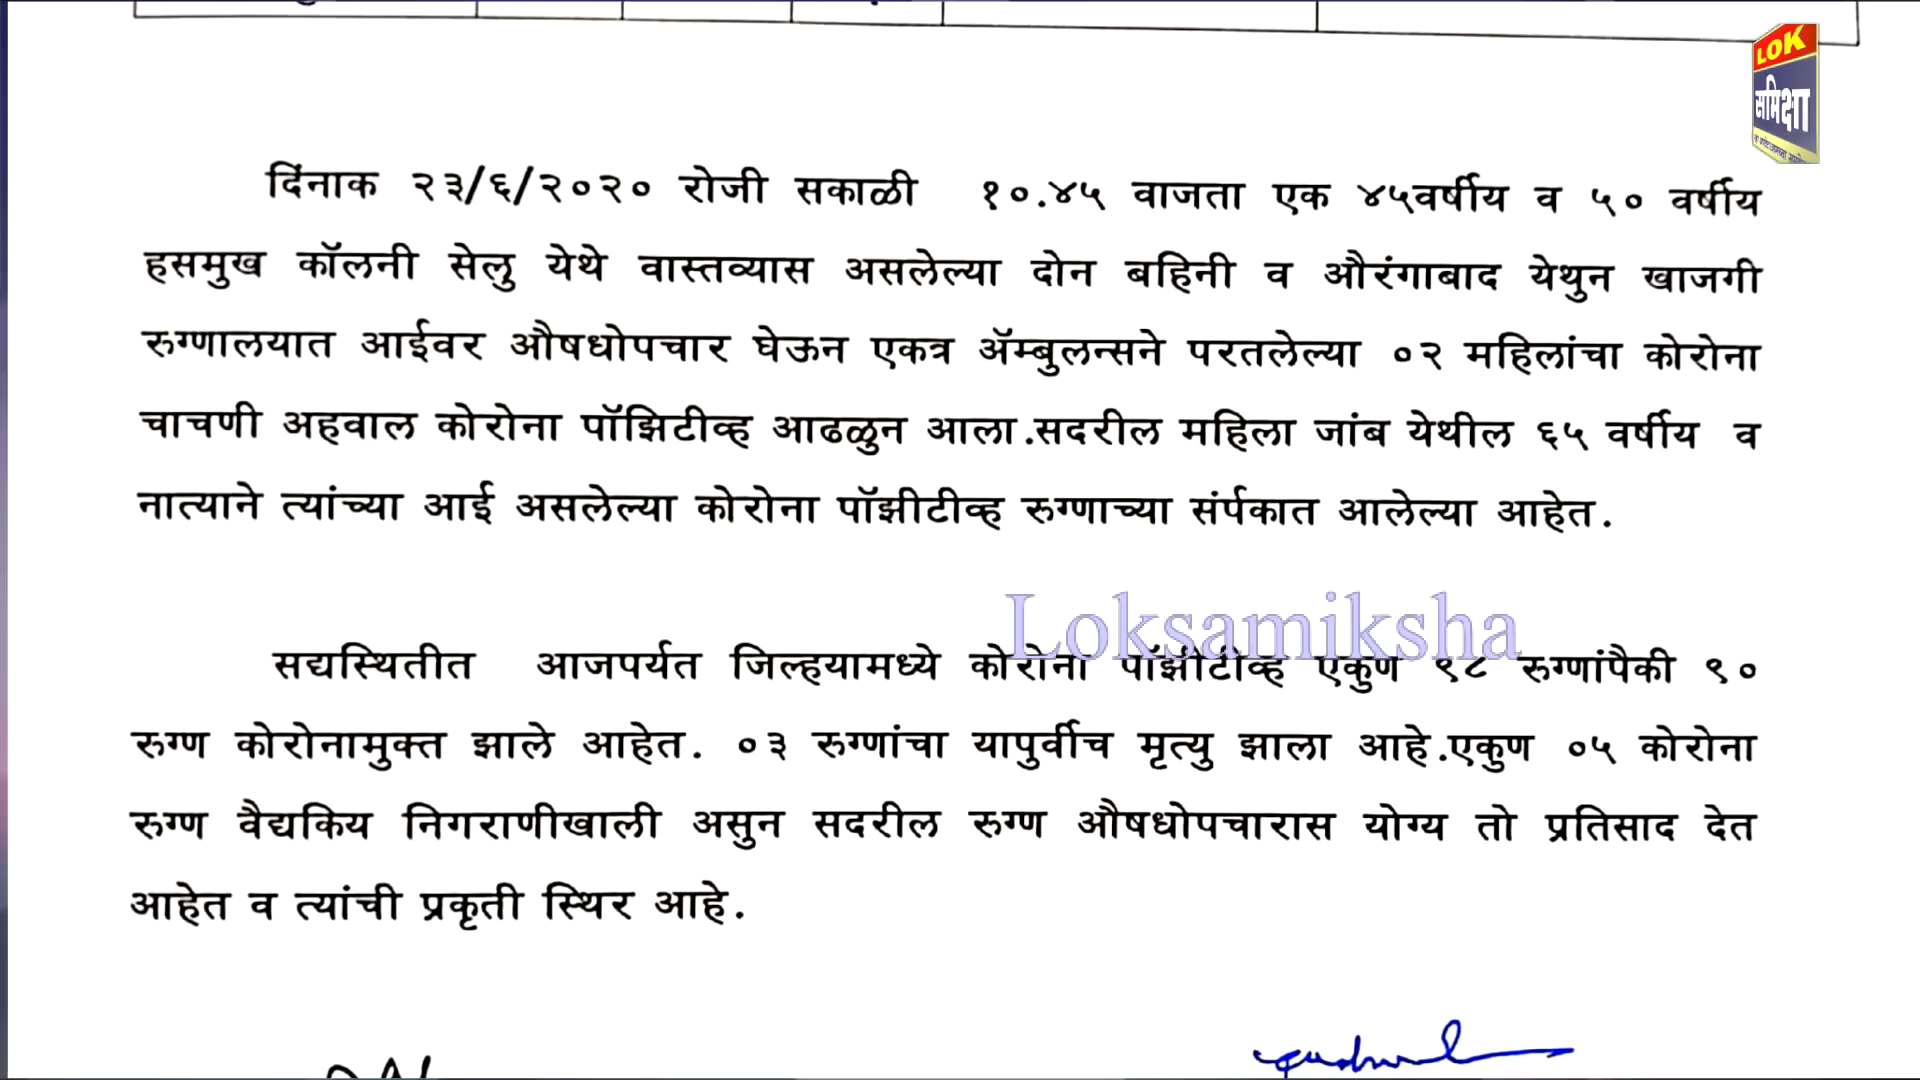 LOK
समिक्षा
दिंनाक २३/६/२०२० रोजी सकाळी १०.४५ वाजता एक ४५वर्षीय व ५० वर्षीय
हसमुख कॉलनी सेलु येथे वास्तव्यास असलेल्या दोन बहिनी व औरंगाबाद येथुन खाजगी
रुग्णालयात आईवर औषधोपचार घेऊन एकत्र ॲम्बुलन्सने परतलेल्या ०२ महिलांचा कोरोना
चाचणी अहवाल कोरोना पॉझिटीव्ह आढळुन आला.सदरील महिला जांब येथील ६५ वर्षीय व
नात्याने त्यांच्या आई असलेल्या कोरोना पॉझीटीव्ह रुग्णाच्या संर्पकात आलेल्या आहेत.
Loksamiksha
सद्यस्थितीत आजपर्यत जिल्हयामध्ये कोरोना पॉझीटीव्ह एकुण ९८ रुग्णांपैकी ९०
रुग्ण कोरोनामुक्त झाले आहेत. ०३ रुग्णांचा यापुर्वीच मृत्यु झाला आहे.एकुण ०५ कोरोना
रुग्ण वैद्यकिय निगराणीखाली असुन सदरील रुग्ण औषधोपचारास योग्य तो प्रतिसाद देत
आहेत व त्यांची प्रकृती स्थिर आहे.